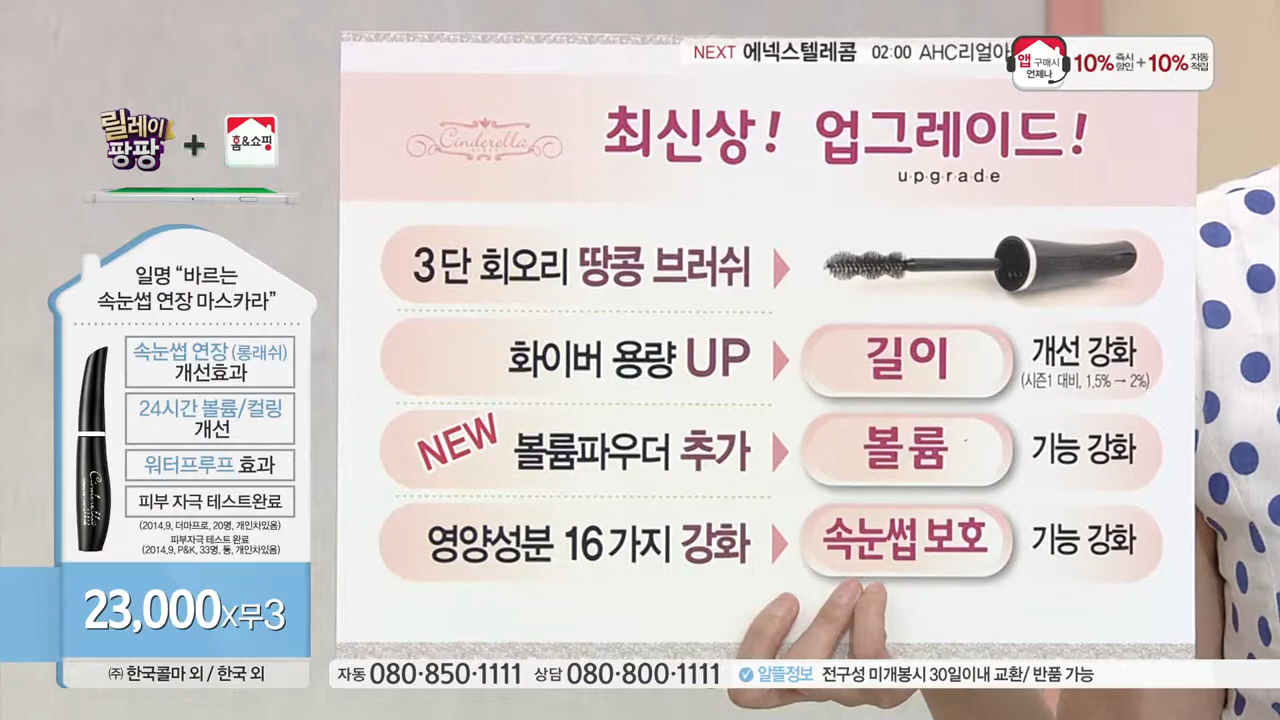 NEXT 에넥스텔레콤 02:00 AHC리얼아
앱 구매시 언제나
10% 즉시할인 + 10% 자동적립
릴레이팡팡 + 홈&쇼핑
Cinderella
최신상! 업그레이드!
upgrade
3단 회오리 땅콩 브러쉬
화이버 용량 UP 길이 개선 강화
(시즌1 대비, 1.5% → 2%)
NEW 볼륨파우더 추가 볼륨 기능 강화
영양성분 16가지 강화 속눈썹 보호 기능 강화
일명 “바르는
속눈썹 연장 마스카라”
속눈썹 연장 (롱래쉬)
개선효과
24시간 볼륨/컬링
개선
워터프루프 효과
피부 자극 테스트완료
(2014.9, 더마프로, 20명, 개인차있음)
피부자극 테스트 완료
(2014.9, P&K, 33명, 통, 개인차있음)
Cinderella
23,000X무3
㈜ 한국콜마 외 / 한국 외
자동 080·850·1111 상담 080·800·1111 알뜰정보 전구성 미개봉시 30일이내 교환/ 반품 가능